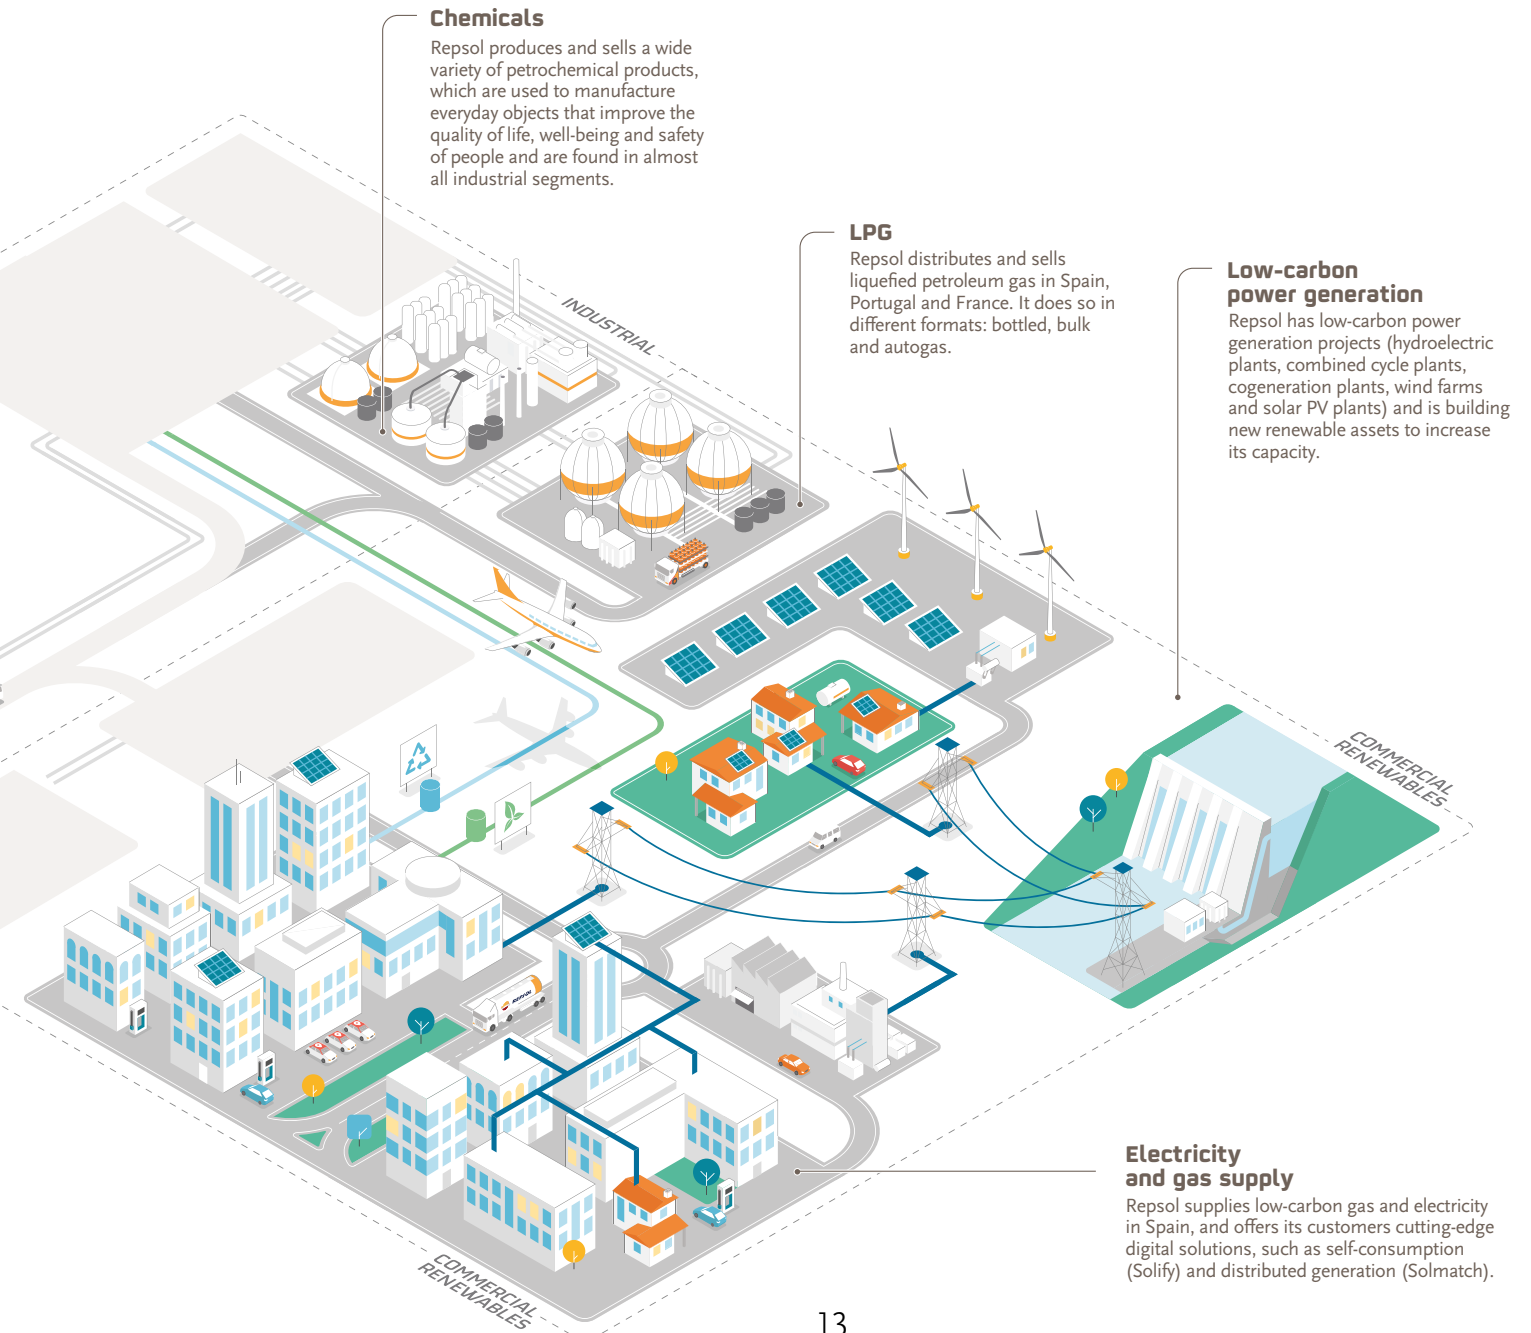 Chemicals
Repsol produces and sells a wide
variety of petrochemical products,
which are used to manufacture
everyday objects that improve the
quality of life, well-being and safety
of people and are found in almost
all industrial segments.
INDUSTRIAL
LPG
Repsol distributes and sells
liquefied petroleum gas in Spain,
Portugal and France. It does so in
different formats: bottled, bulk
and autogas.
Low-carbon
power generation
Repsol has low-carbon power
generation projects (hydroelectric
plants, combined cycle plants,
cogeneration plants, wind farms
and solar PV plants) and is building
new renewable assets to increase
its capacity.
COMMERCIAL
RENEWABLES
REPSOL
Electricity
and gas supply
Repsol supplies low-carbon gas and electricity
in Spain, and offers its customers cutting-edge
digital solutions, such as self-consumption
(Solify) and distributed generation (Solmatch).
COMMERCIAL
RENEWABLES
13